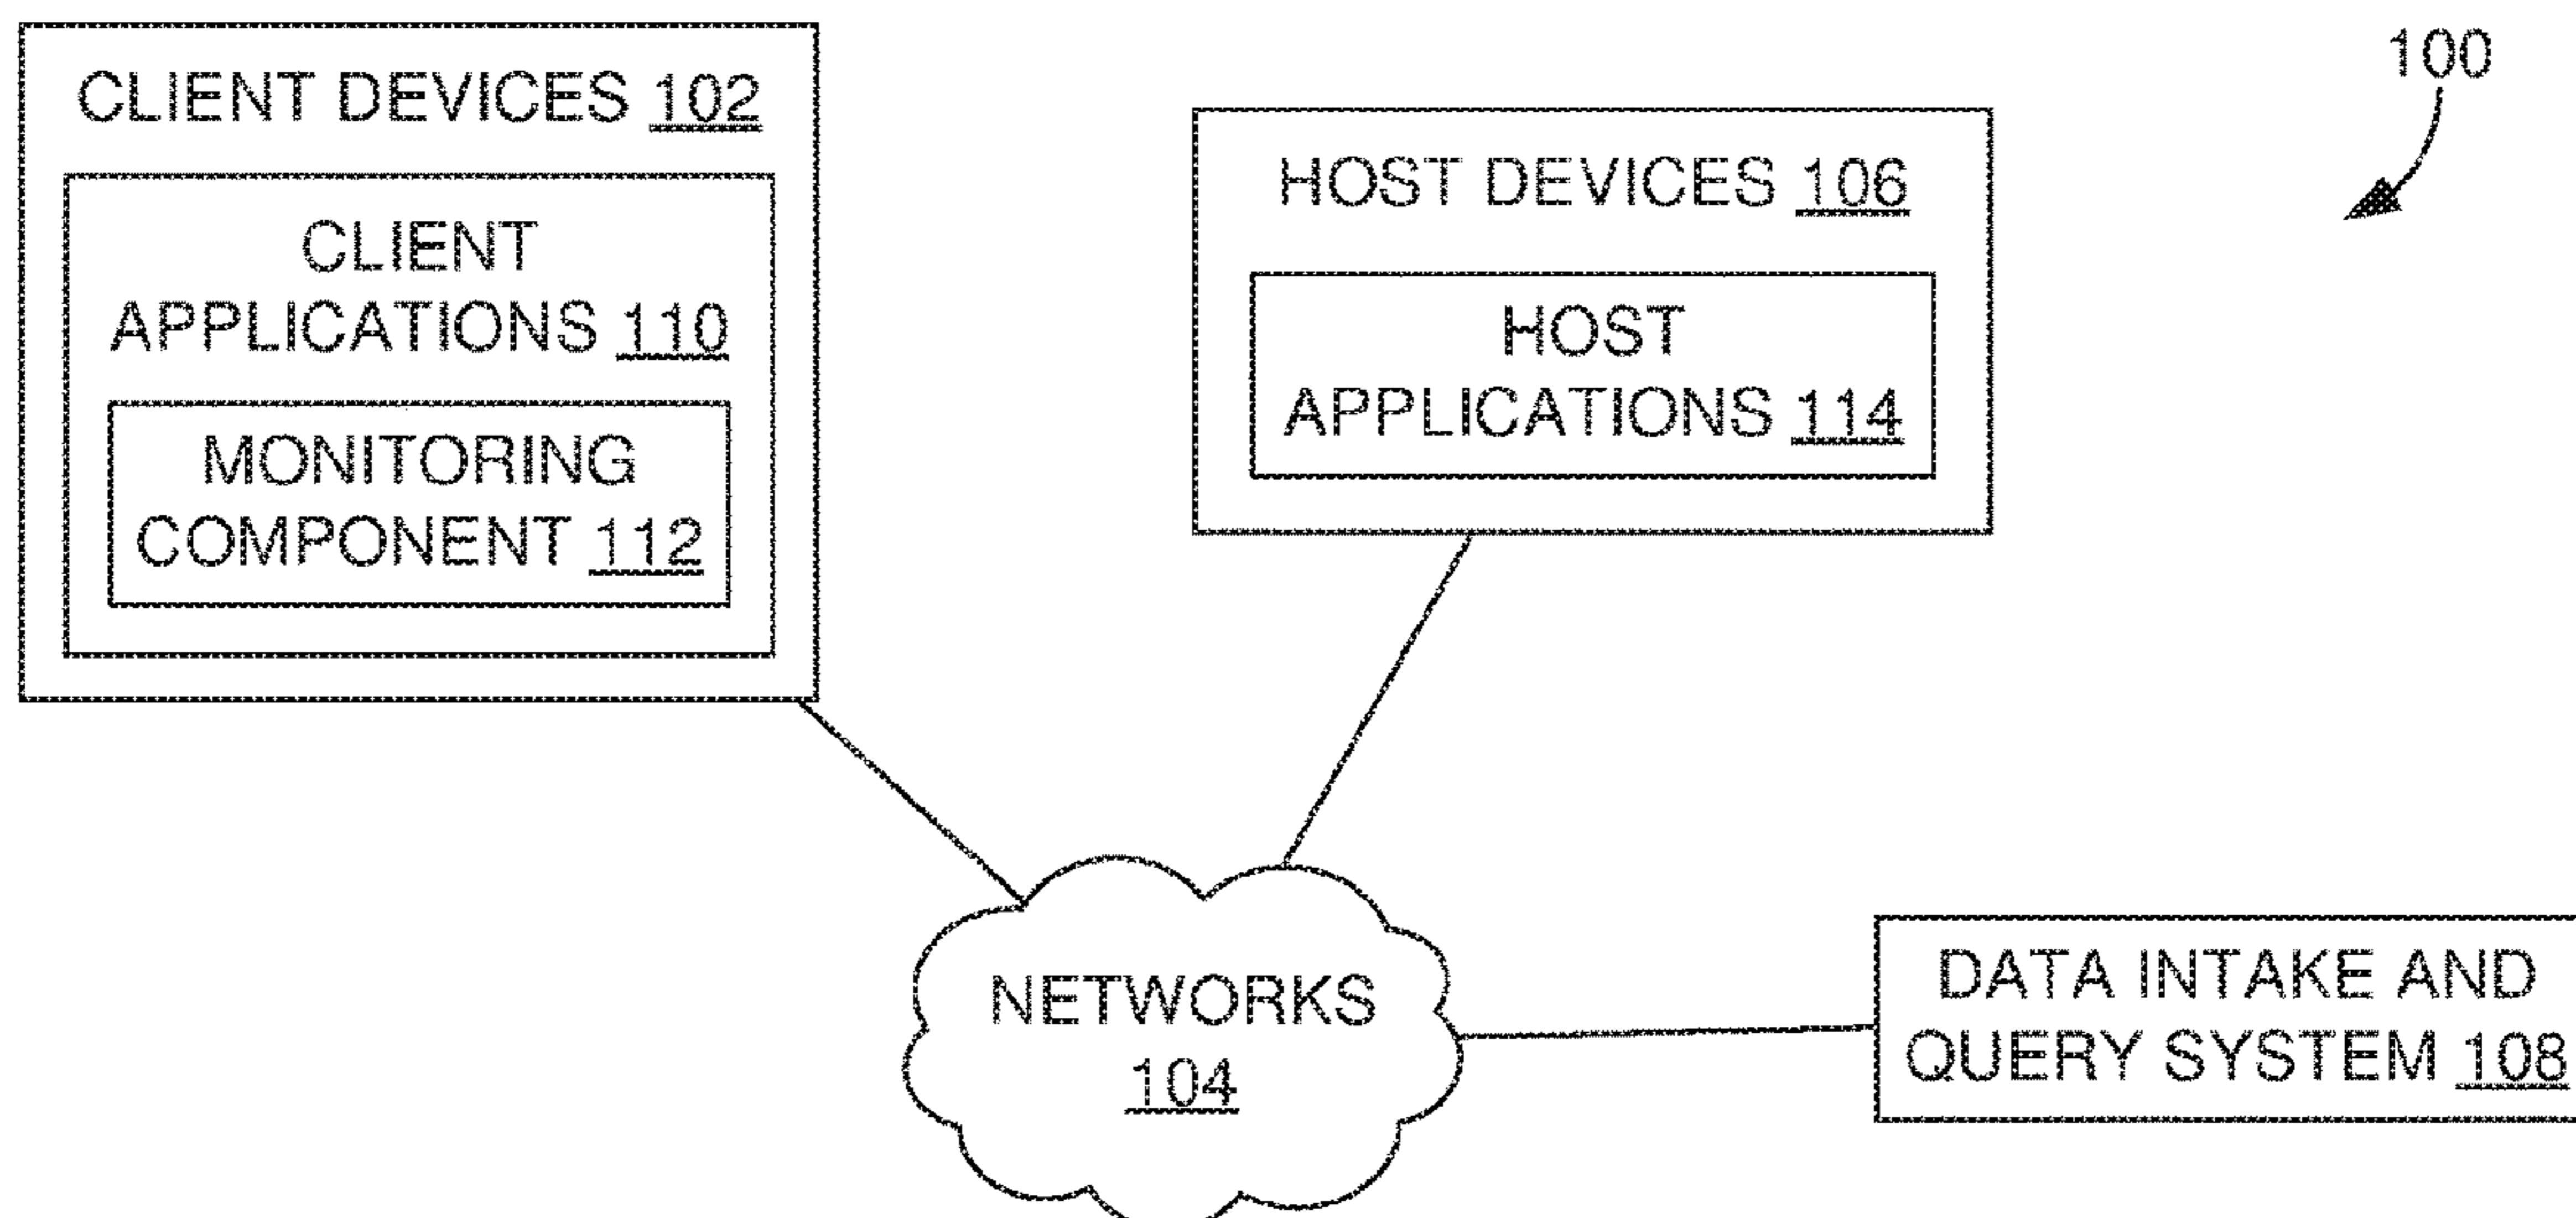 100
CLIENT DEVICES 102
CLIENT
APPLICATIONS 110
MONITORING
COMPONENT 112
HOST DEVICES 106
HOST
APPLICATIONS 114
NETWORKS
104
DATA INTAKE AND
QUERY SYSTEM 108